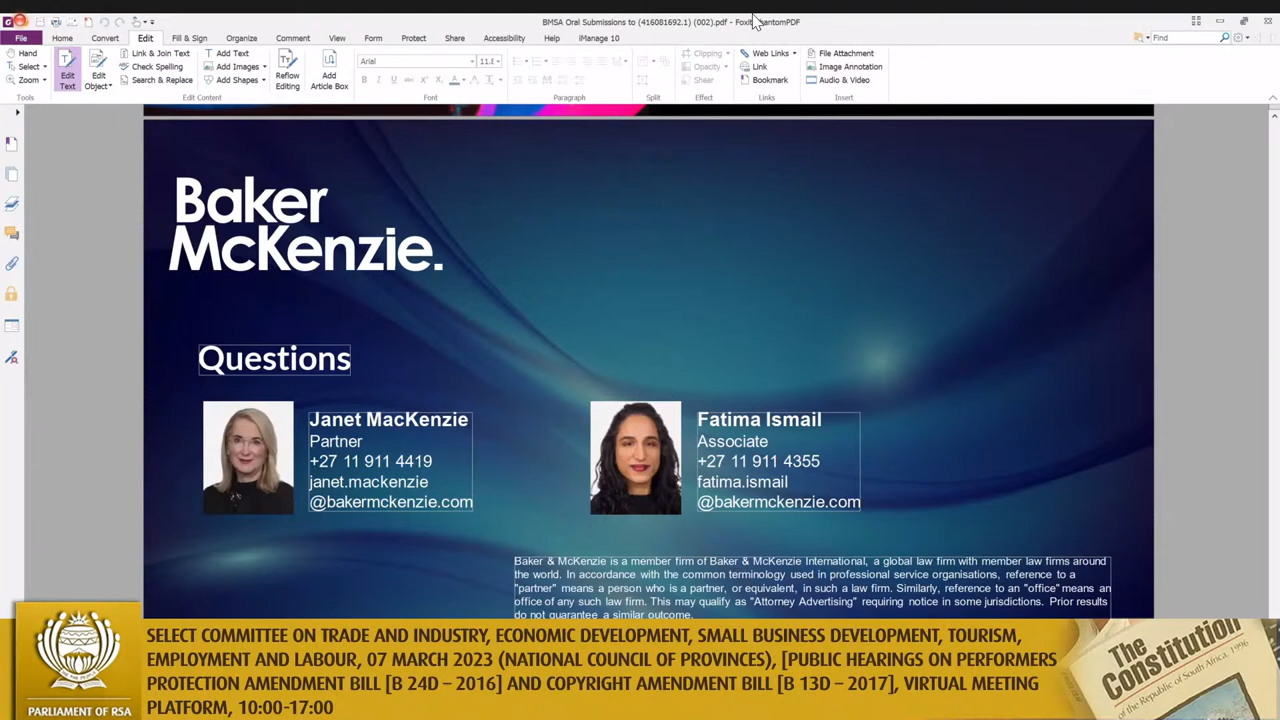 BMSA Oral Submissions to (416081692.1) (002).pdf - Foxit PhantomPDF
File Home Convert Edit Fill & Sign Organize Comment View Form Protect Share Accessibility Help iManage 10
Find
Hand
Select
Zoom
Tools
Edit
Text
Edit
Object
Link & Join Text
Check Spelling
Search & Replace
Add Text
Add Images
Add Shapes
Edit Content
Reflow
Editing
Add
Article Box
Arial
Font
Paragraph
Split
Clipping
Opacity
Shear
Effect
Web Links
Link
Bookmark
Links
File Attachment
Image Annotation
Audio & Video
Insert
Baker
McKenzie.
Questions
Janet MacKenzie
Partner
+27 11 911 4419
janet.mackenzie
@bakermckenzie.com
Fatima Ismail
Associate
+27 11 911 4355
fatima.ismail
@bakermckenzie.com
Baker & McKenzie is a member firm of Baker & McKenzie International, a global law firm with member law firms around
the world. In accordance with the common terminology used in professional service organisations, reference to a
"partner" means a person who is a partner, or equivalent, in such a law firm. Similarly, reference to an "office" means an
office of any such law firm. This may qualify as "Attorney Advertising" requiring notice in some jurisdictions. Prior results
do not guarantee a similar outcome.
SELECT COMMITTEE ON TRADE AND INDUSTRY, ECONOMIC DEVELOPMENT, SMALL BUSINESS DEVELOPMENT, TOURISM,
EMPLOYMENT AND LABOUR, 07 MARCH 2023 (NATIONAL COUNCIL OF PROVINCES), [PUBLIC HEARINGS ON PERFORMERS
PROTECTION AMENDMENT BILL [B 24D – 2016] AND COPYRIGHT AMENDMENT BILL [B 13D – 2017], VIRTUAL MEETING
PLATFORM, 10:00-17:00
PARLIAMENT OF RSA
The
Constitution
of the Republic of South Africa, 1996